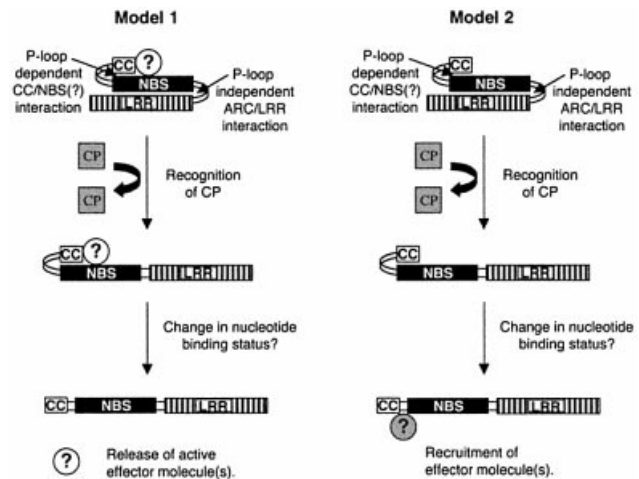 Model 1
P-loop
dependent
CC/NBS(?)
interaction
CC
?
NBS
LRR
P-loop
independent
ARC/LRR
interaction
CP
CP
Recognition
of CP
CC
?
NBS
LRR
Change in nucleotide
binding status?
CC
NBS
LRR
?
Release of active
effector molecule(s).
Model 2
P-loop
dependent
CC/NBS(?)
interaction
CC
NBS
LRR
P-loop
independent
ARC/LRR
interaction
CP
CP
Recognition
of CP
CC
NBS
LRR
Change in nucleotide
binding status?
CC
NBS
LRR
?
Recruitment of
effector molecule(s).